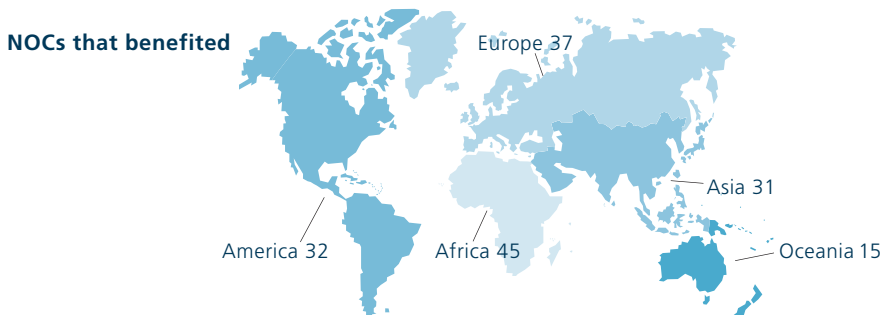 NOCs that benefited
Europe 37
Asia 31
America 32
Africa 45
Oceania 15